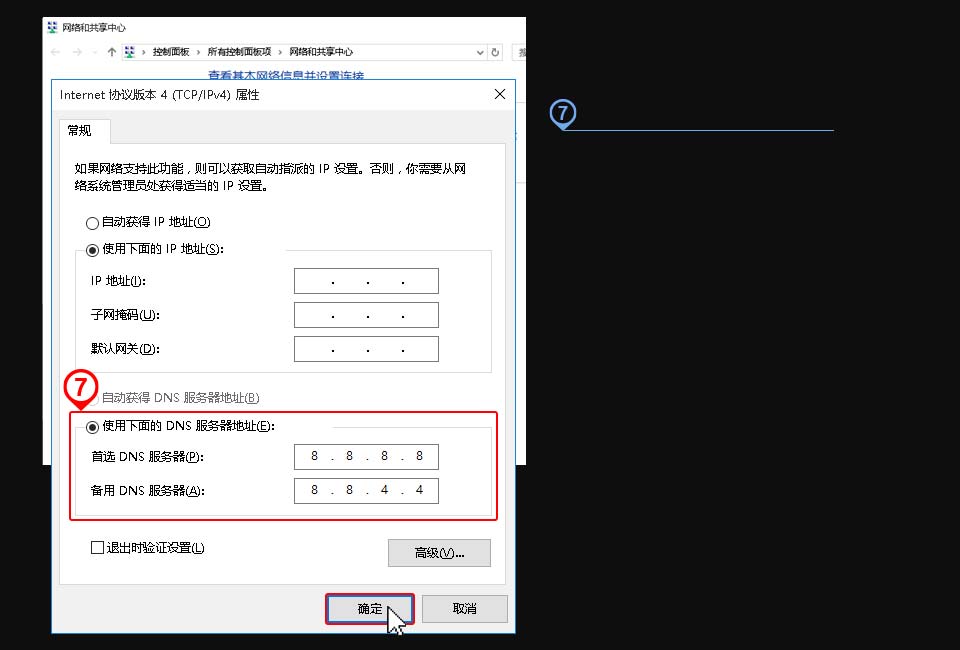 网络和共享中心
控制面板 › 所有控制面板项 › 网络和共享中心
查看基本网络信息并设置连接
Internet 协议版本 4 (TCP/IPv4) 属性
7
常规
如果网络支持此功能，则可以获取自动指派的 IP 设置。否则，你需要从网
络系统管理员处获得适当的 IP 设置。
自动获得 IP 地址(O)
使用下面的 IP 地址(S):
IP 地址(I):
. . .
子网掩码(U):
. . .
默认网关(D):
. . .
7
自动获得 DNS 服务器地址(B)
使用下面的 DNS 服务器地址(E):
首选 DNS 服务器(P):
8 . 8 . 8 . 8
备用 DNS 服务器(A):
8 . 8 . 4 . 4
退出时验证设置(L)
高级(V)...
确定
取消